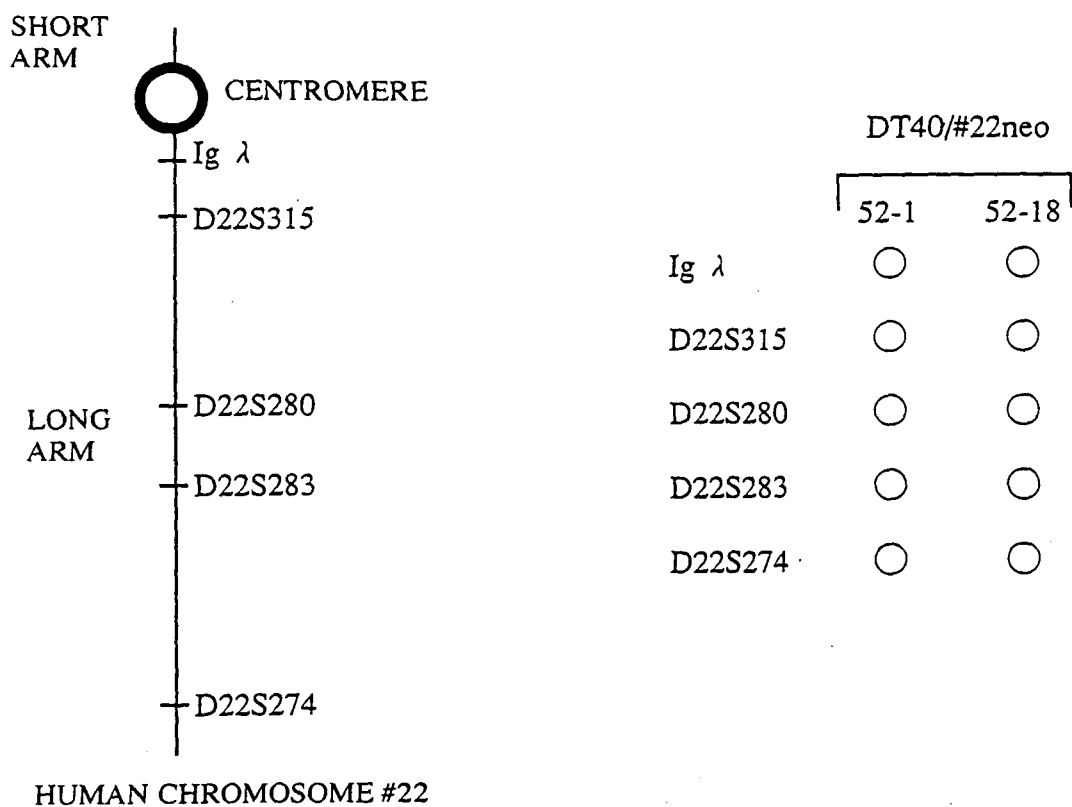 SHORT
ARM
CENTROMERE
Ig λ
D22S315
D22S280
LONG
ARM
D22S283
D22S274
HUMAN CHROMOSOME #22
DT40/#22neo
52-1 52-18
Ig λ ○ ○
D22S315 ○ ○
D22S280 ○ ○
D22S283 ○ ○
D22S274 ○ ○